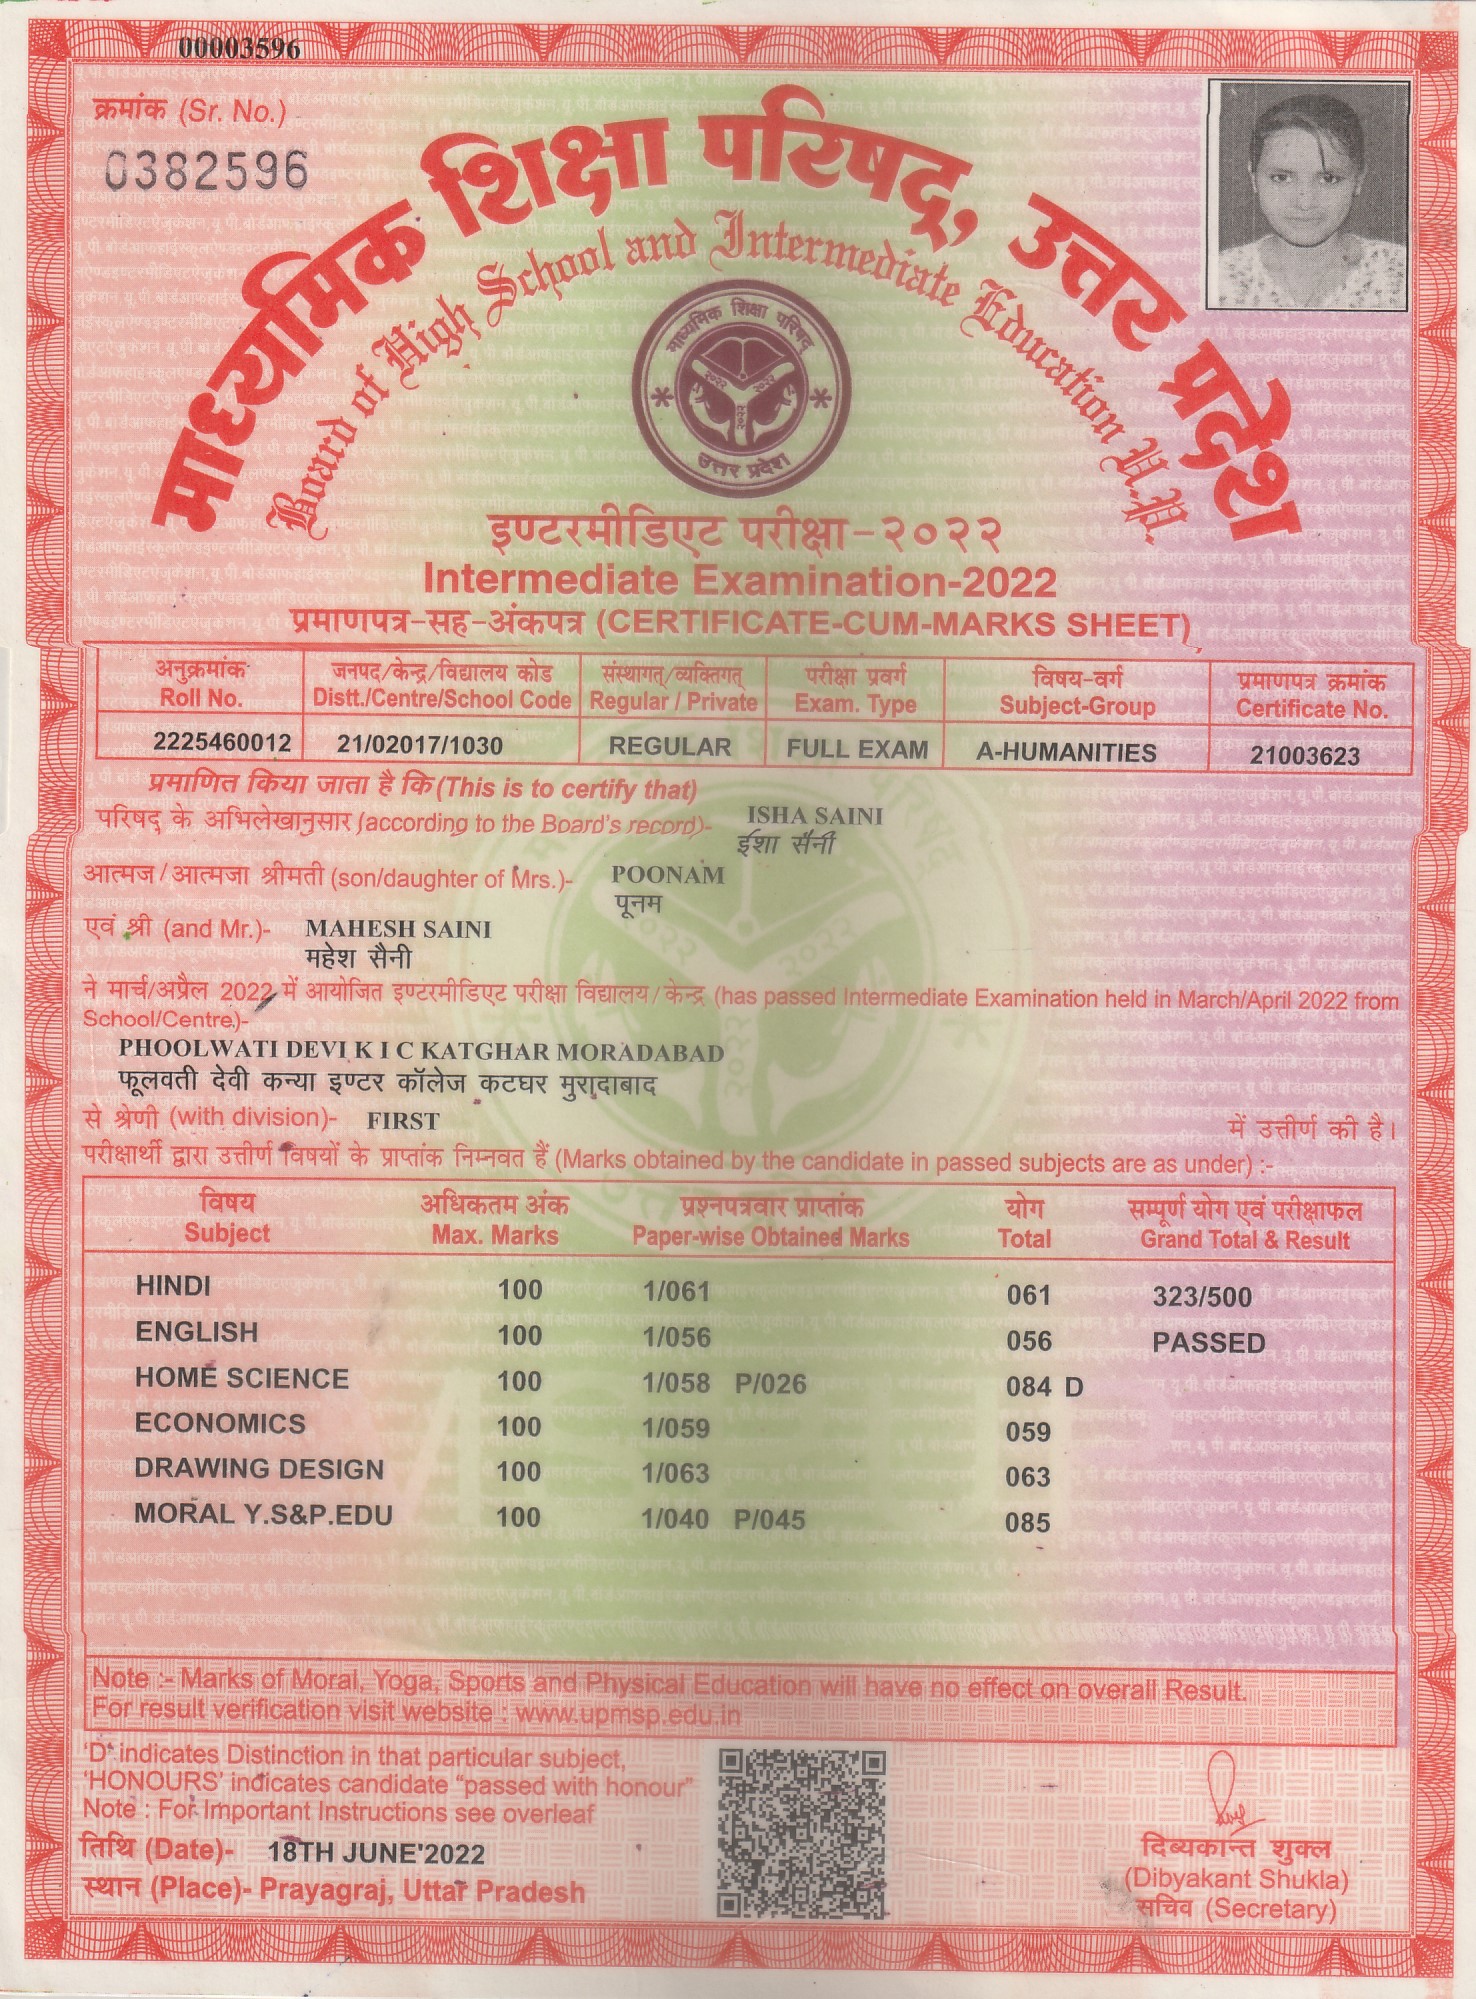 00003596
क्रमांक (Sr. No.)
0382596
माध्यमिक शिक्षा परिषद्, उत्तर प्रदेश
Board of High School and Intermediate Education U.P.
माध्यमिक शिक्षा परिषद्
२०२२ २०२२
२०२२
उत्तर प्रदेश
इण्टरमीडिएट परीक्षा-२०२२
Intermediate Examination-2022
प्रमाणपत्र-सह-अंकपत्र (CERTIFICATE-CUM-MARKS SHEET)
अनुक्रमांक जनपद/केन्द्र/विद्यालय कोड संस्थागत्/व्यक्तिगत् परीक्षा प्रवर्ग विषय-वर्ग प्रमाणपत्र क्रमांक
Roll No. Distt./Centre/School Code Regular / Private Exam. Type Subject-Group Certificate No.
2225460012 21/02017/1030 REGULAR FULL EXAM A-HUMANITIES 21003623
प्रमाणित किया जाता है कि (This is to certify that)
परिषद के अभिलेखानुसार (according to the Board's record)- ISHA SAINI
ईशा सैनी
आत्मज/आत्मजा श्रीमती (son/daughter of Mrs.)- POONAM
पूनम
एवं श्री (and Mr.)- MAHESH SAINI
महेश सैनी
ने मार्च/अप्रैल 2022 में आयोजित इण्टरमीडिएट परीक्षा विद्यालय/केन्द्र (has passed Intermediate Examination held in March/April 2022 from
School/Centre)-
PHOOLWATI DEVI K I C KATGHAR MORADABAD
फूलवती देवी कन्या इण्टर कॉलेज कटघर मुरादाबाद
से श्रेणी (with division)- FIRST में उत्तीर्ण की है।
परीक्षार्थी द्वारा उत्तीर्ण विषयों के प्राप्तांक निम्नवत हैं (Marks obtained by the candidate in passed subjects are as under) :-
विषय अधिकतम अंक प्रश्नपत्रवार प्राप्तांक योग सम्पूर्ण योग एवं परीक्षाफल
Subject Max. Marks Paper-wise Obtained Marks Total Grand Total & Result
HINDI 100 1/061 061 323/500
ENGLISH 100 1/056 056 PASSED
HOME SCIENCE 100 1/058 P/026 084 D
ECONOMICS 100 1/059 059
DRAWING DESIGN 100 1/063 063
MORAL Y.S&P.EDU 100 1/040 P/045 085
Note :- Marks of Moral, Yoga, Sports and Physical Education will have no effect on overall Result.
For result verification visit website : www.upmsp.edu.in
'D' indicates Distinction in that particular subject,
'HONOURS' indicates candidate "passed with honour"
Note : For Important Instructions see overleaf
तिथि (Date)- 18TH JUNE'2022
स्थान (Place)- Prayagraj, Uttar Pradesh
दिब्यकान्त शुक्ल
(Dibyakant Shukla)
सचिव (Secretary)